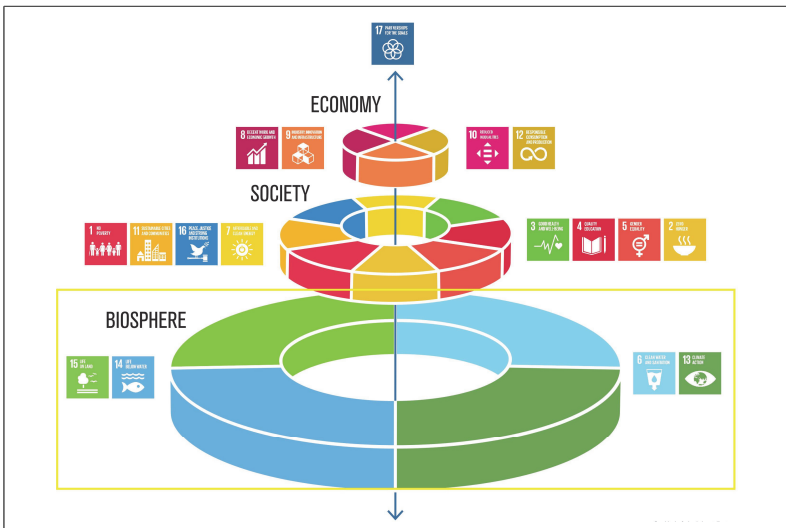 17 PARTNERSHIPS
FOR THE GOALS
ECONOMY
8 DECENT WORK AND
ECONOMIC GROWTH
9 INDUSTRY, INNOVATION
AND INFRASTRUCTURE
10 REDUCED
INEQUALITIES
12 RESPONSIBLE
CONSUMPTION
AND PRODUCTION
SOCIETY
1 NO
POVERTY
11 SUSTAINABLE CITIES
AND COMMUNITIES
16 PEACE, JUSTICE
AND STRONG
INSTITUTIONS
7 AFFORDABLE AND
CLEAN ENERGY
3 GOOD HEALTH
AND WELL-BEING
4 QUALITY
EDUCATION
5 GENDER
EQUALITY
2 ZERO
HUNGER
BIOSPHERE
15 LIFE
ON LAND
14 LIFE
BELOW WATER
6 CLEAN WATER
AND SANITATION
13 CLIMATE
ACTION